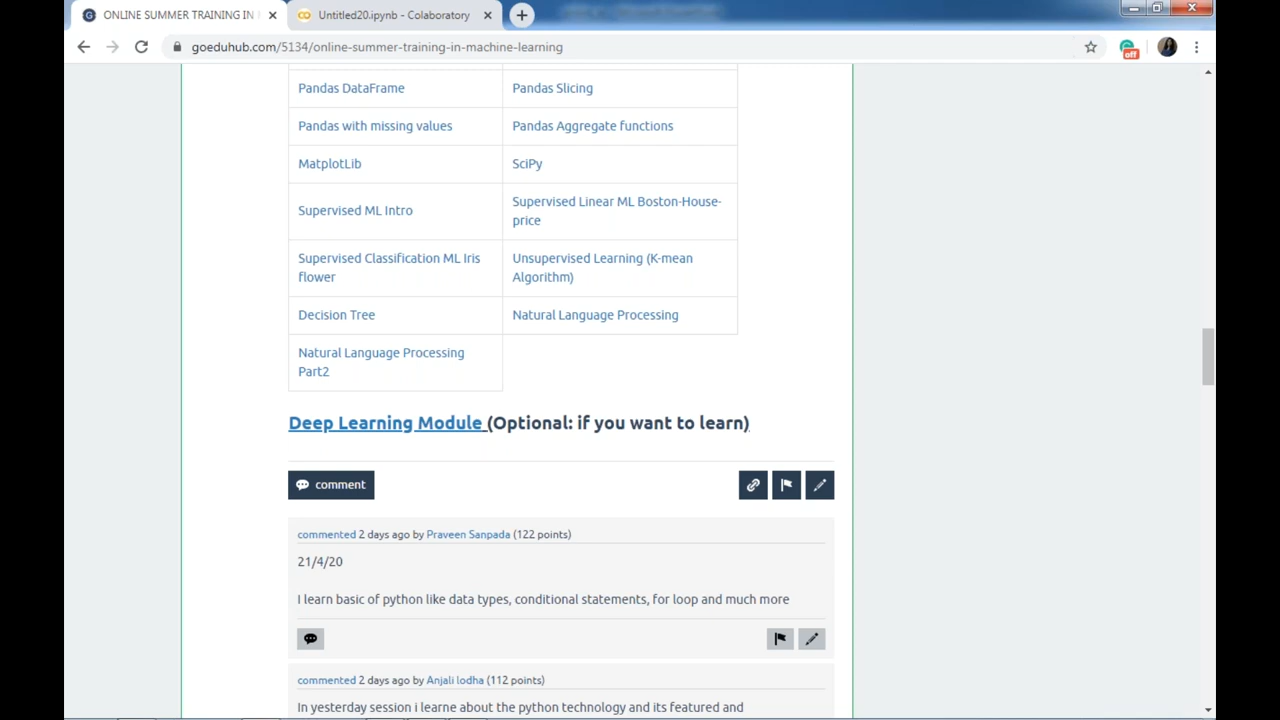 ONLINE SUMMER TRAINING IN
Untitled20.ipynb - Colaboratory
goeduhub.com/5134/online-summer-training-in-machine-learning
off
Pandas DataFrame
Pandas Slicing
Pandas with missing values
Pandas Aggregate functions
MatplotLib
SciPy
Supervised ML Intro
Supervised Linear ML Boston-House-
price
Supervised Classification ML Iris
flower
Unsupervised Learning (K-mean
Algorithm)
Decision Tree
Natural Language Processing
Natural Language Processing
Part2
Deep Learning Module (Optional: if you want to learn)
comment
commented 2 days ago by Praveen Sanpada (122 points)
21/4/20
I learn basic of python like data types, conditional statements, for loop and much more
commented 2 days ago by Anjali lodha (112 points)
In yesterday session i learne about the python technology and its featured and